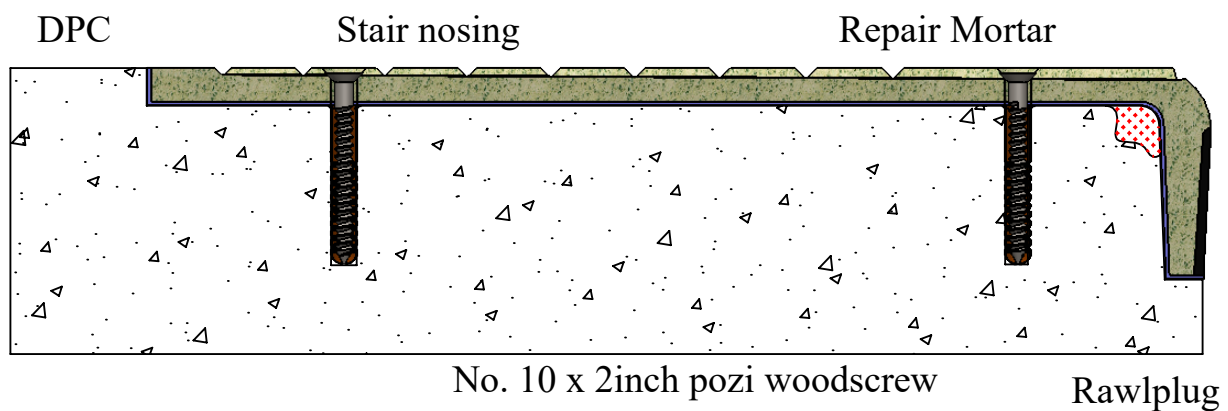 DPC
Stair nosing
Repair Mortar
No. 10 x 2inch pozi woodscrew
Rawlplug